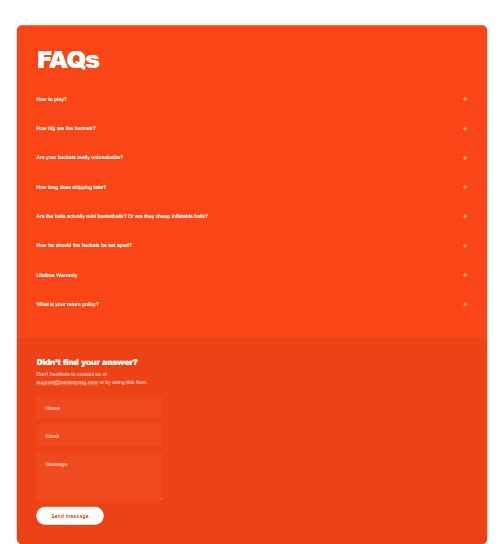 FAQs
How to play?
How big are the buckets?
Are your buckets really unbreakable?
How long does shipping take?
Are the balls actually mini basketballs? Or are they cheap inflatable balls?
How far should the buckets be set apart?
Lifetime Warranty
What is your return policy?
Didn't find your answer?
Don't hesitate to contact us at
or by using this form.
Name
Email
Message
Send message